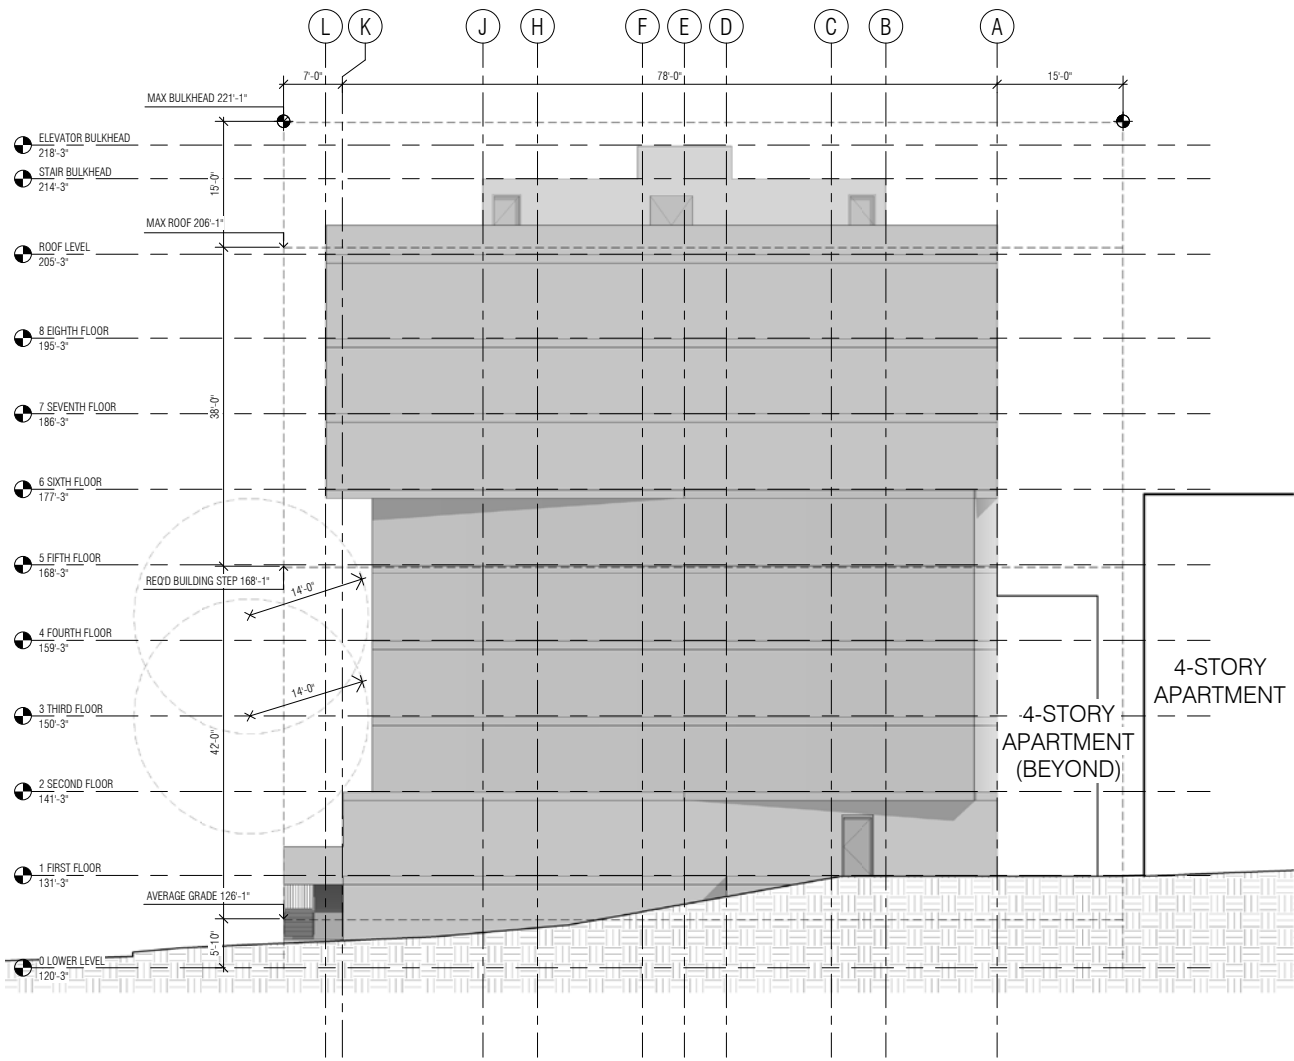 L K J H F E D C B A
7'-0" 78'-0" 15'-0"
MAX BULKHEAD 221'-1"
ELEVATOR BULKHEAD
218'-3"
STAIR BULKHEAD
214'-3"
15'-0"
MAX ROOF 206'-1"
ROOF LEVEL
205'-3"
8 EIGHTH FLOOR
195'-3"
38'-0"
7 SEVENTH FLOOR
186'-3"
6 SIXTH FLOOR
177'-3"
5 FIFTH FLOOR
168'-3"
REQ'D BUILDING STEP 168'-1"
14'-0"
4 FOURTH FLOOR
159'-3"
14'-0"
3 THIRD FLOOR
150'-3"
42'-0"
2 SECOND FLOOR
141'-3"
1 FIRST FLOOR
131'-3"
AVERAGE GRADE 126'-1"
5'-10"
0 LOWER LEVEL
120'-3"
4-STORY
APARTMENT
(BEYOND)
4-STORY
APARTMENT